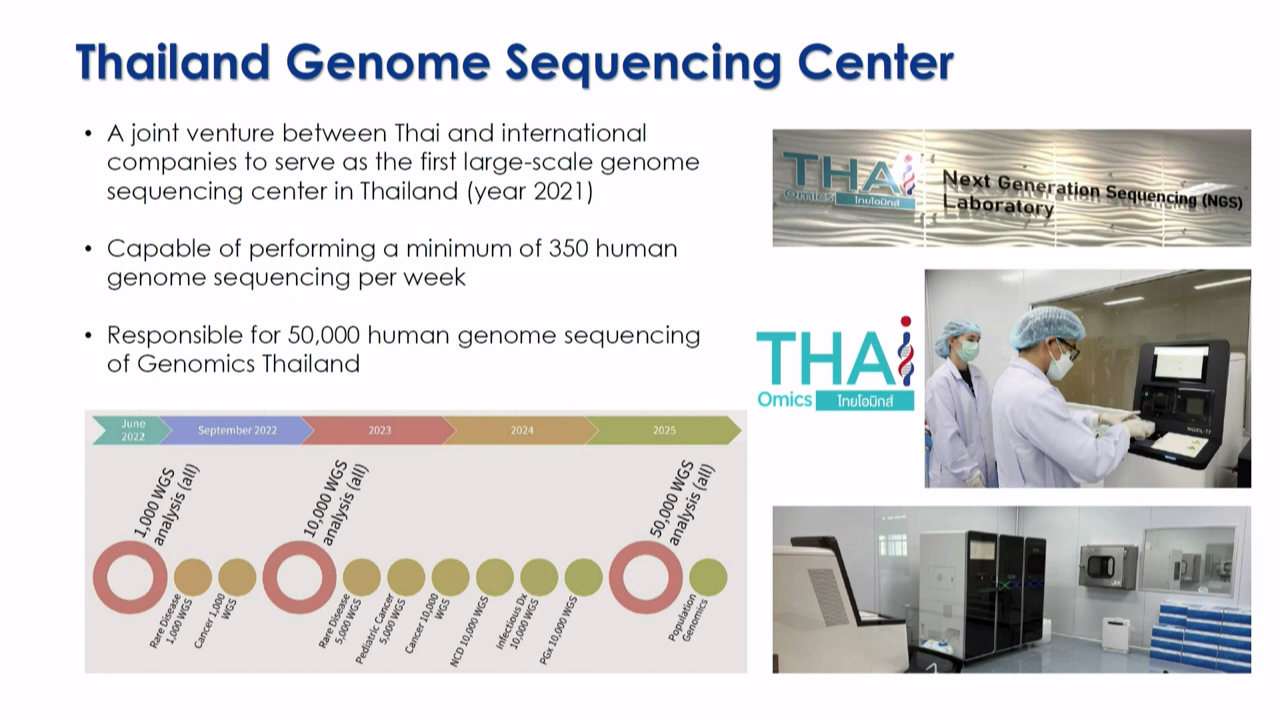 Thailand Genome Sequencing Center
• A joint venture between Thai and international
companies to serve as the first large-scale genome
sequencing center in Thailand (year 2021)
• Capable of performing a minimum of 350 human
genome sequencing per week
• Responsible for 50,000 human genome sequencing
of Genomics Thailand
THAi
Omics ไทยโอมิกส์
Next Generation Sequencing (NGS)
Laboratory
THAi
Omics ไทยโอมิกส์
June
2022
September 2022
2023
2024
2025
1,000 WGS
analysis (all)
Rare Disease
1,000 WGS
Cancer 1,000
WGS
10,000 WGS
analysis (all)
Rare Disease
5,000 WGS
Pediatric Cancer
5,000 WGS
Cancer 10,000
WGS
NCD 10,000 WGS
Infectious Dx
10,000 WGS
PGx 10,000 WGS
50,000 WGS
analysis (all)
Population
Genomics